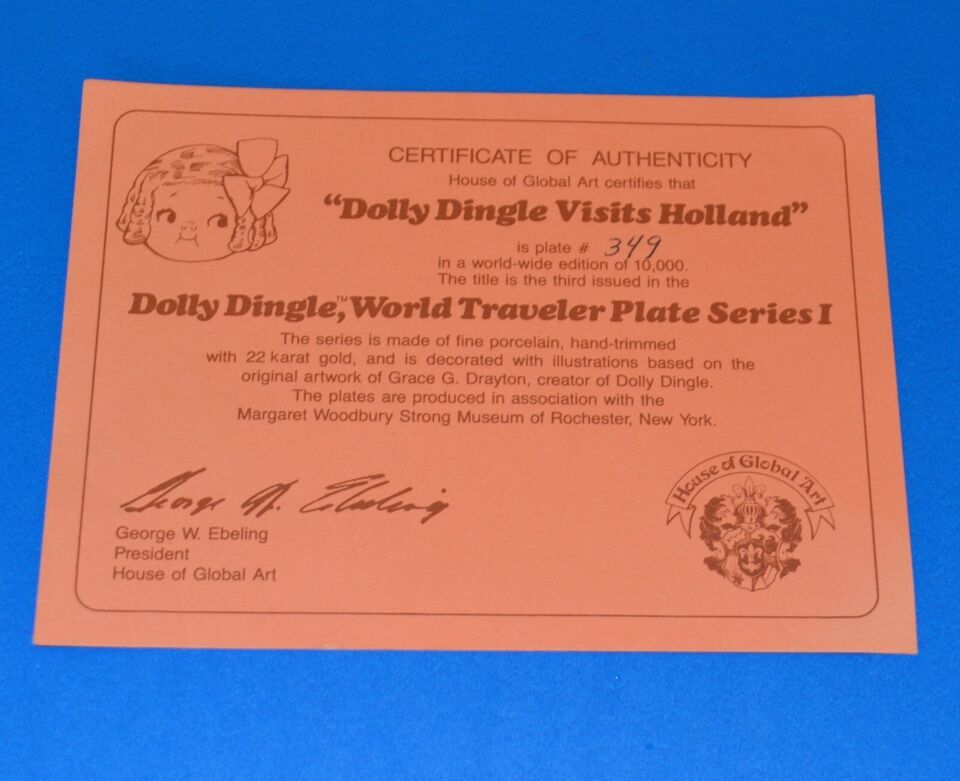 CERTIFICATE OF AUTHENTICITY
House of Global Art certifies that
“Dolly Dingle Visits Holland”
is plate # 349
in a world-wide edition of 10,000.
The title is the third issued in the
Dolly Dingle,™ World Traveler Plate Series I
The series is made of fine porcelain, hand-trimmed
with 22 karat gold, and is decorated with illustrations based on the
original artwork of Grace G. Drayton, creator of Dolly Dingle.
The plates are produced in association with the
Margaret Woodbury Strong Museum of Rochester, New York.
George W. Ebeling
George W. Ebeling
President
House of Global Art
House of Global Art